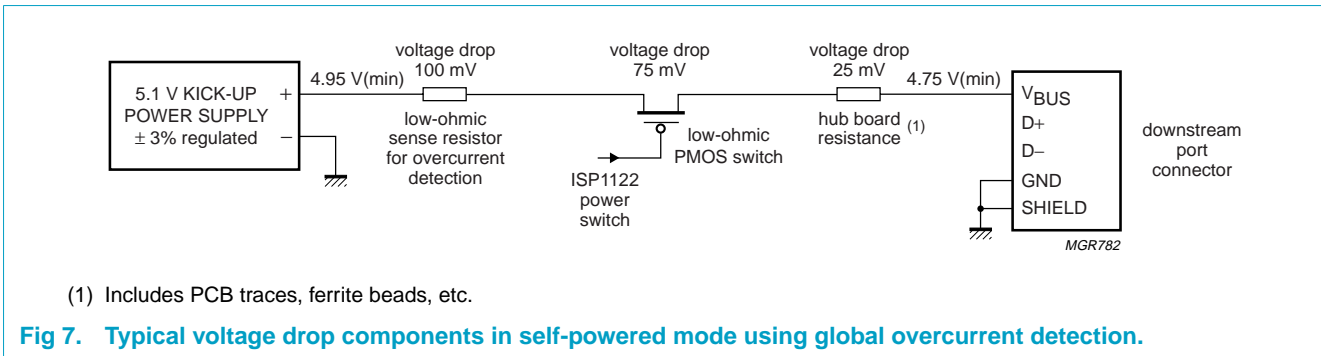 voltage drop
100 mV
voltage drop
75 mV
voltage drop
25 mV
4.95 V(min)
4.75 V(min)
5.1 V KICK-UP
POWER SUPPLY
± 3% regulated
+
−
low-ohmic
sense resistor
for overcurrent
detection
low-ohmic
PMOS switch
ISP1122
power
switch
hub board
resistance (1)
VBUS
D+
D−
GND
SHIELD
downstream
port
connector
MGR782
(1) Includes PCB traces, ferrite beads, etc.
Fig 7. Typical voltage drop components in self-powered mode using global overcurrent detection.